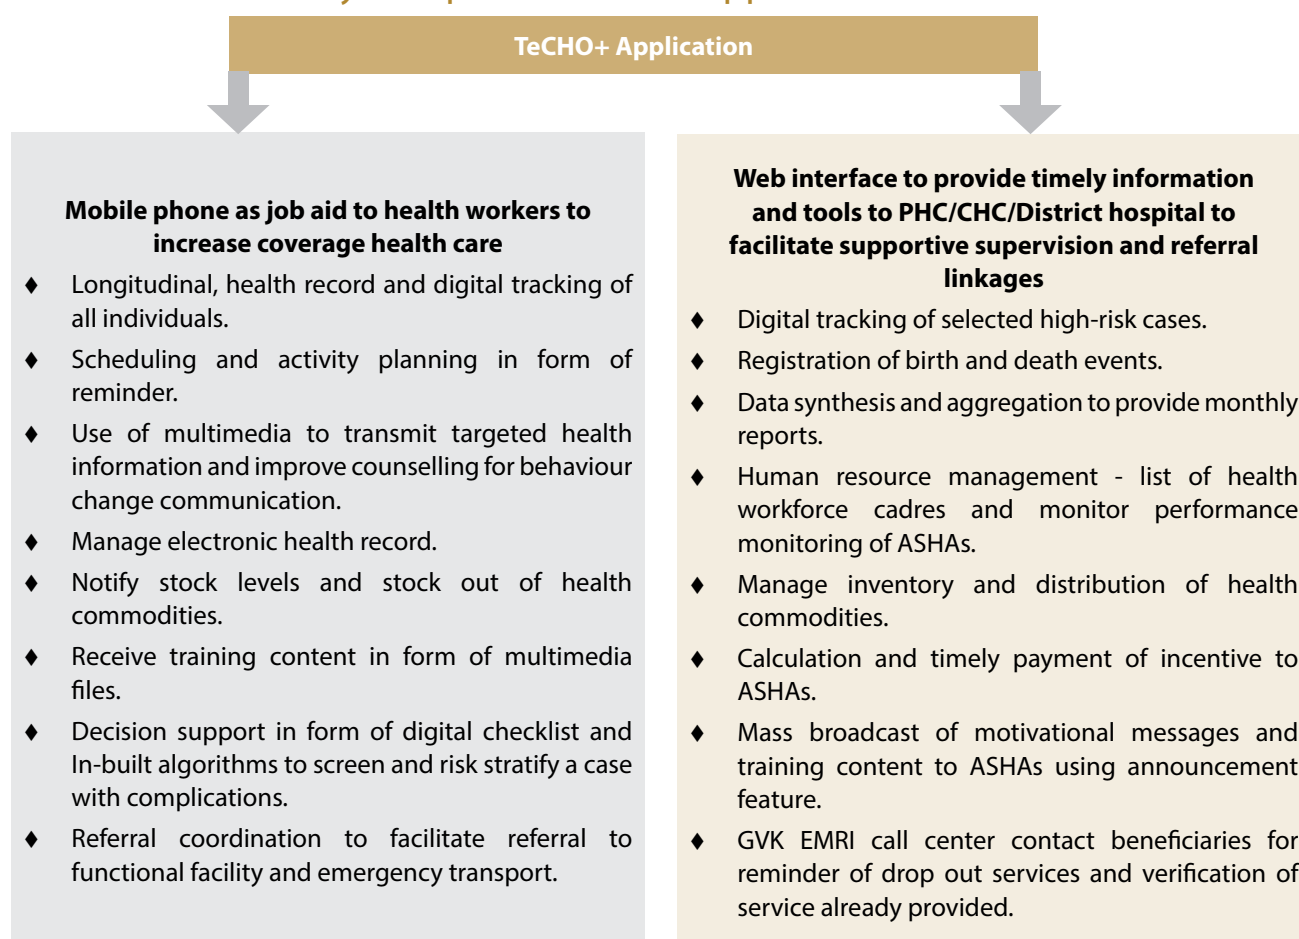 TeCHO+ Application
Mobile phone as job aid to health workers to
increase coverage health care
♦ Longitudinal, health record and digital tracking of
all individuals.
♦ Scheduling and activity planning in form of
reminder.
♦ Use of multimedia to transmit targeted health
information and improve counselling for behaviour
change communication.
♦ Manage electronic health record.
♦ Notify stock levels and stock out of health
commodities.
♦ Receive training content in form of multimedia
files.
♦ Decision support in form of digital checklist and
In-built algorithms to screen and risk stratify a case
with complications.
♦ Referral coordination to facilitate referral to
functional facility and emergency transport.
Web interface to provide timely information
and tools to PHC/CHC/District hospital to
facilitate supportive supervision and referral
linkages
♦ Digital tracking of selected high-risk cases.
♦ Registration of birth and death events.
♦ Data synthesis and aggregation to provide monthly
reports.
♦ Human resource management - list of health
workforce cadres and monitor performance
monitoring of ASHAs.
♦ Manage inventory and distribution of health
commodities.
♦ Calculation and timely payment of incentive to
ASHAs.
♦ Mass broadcast of motivational messages and
training content to ASHAs using announcement
feature.
♦ GVK EMRI call center contact beneficiaries for
reminder of drop out services and verification of
service already provided.